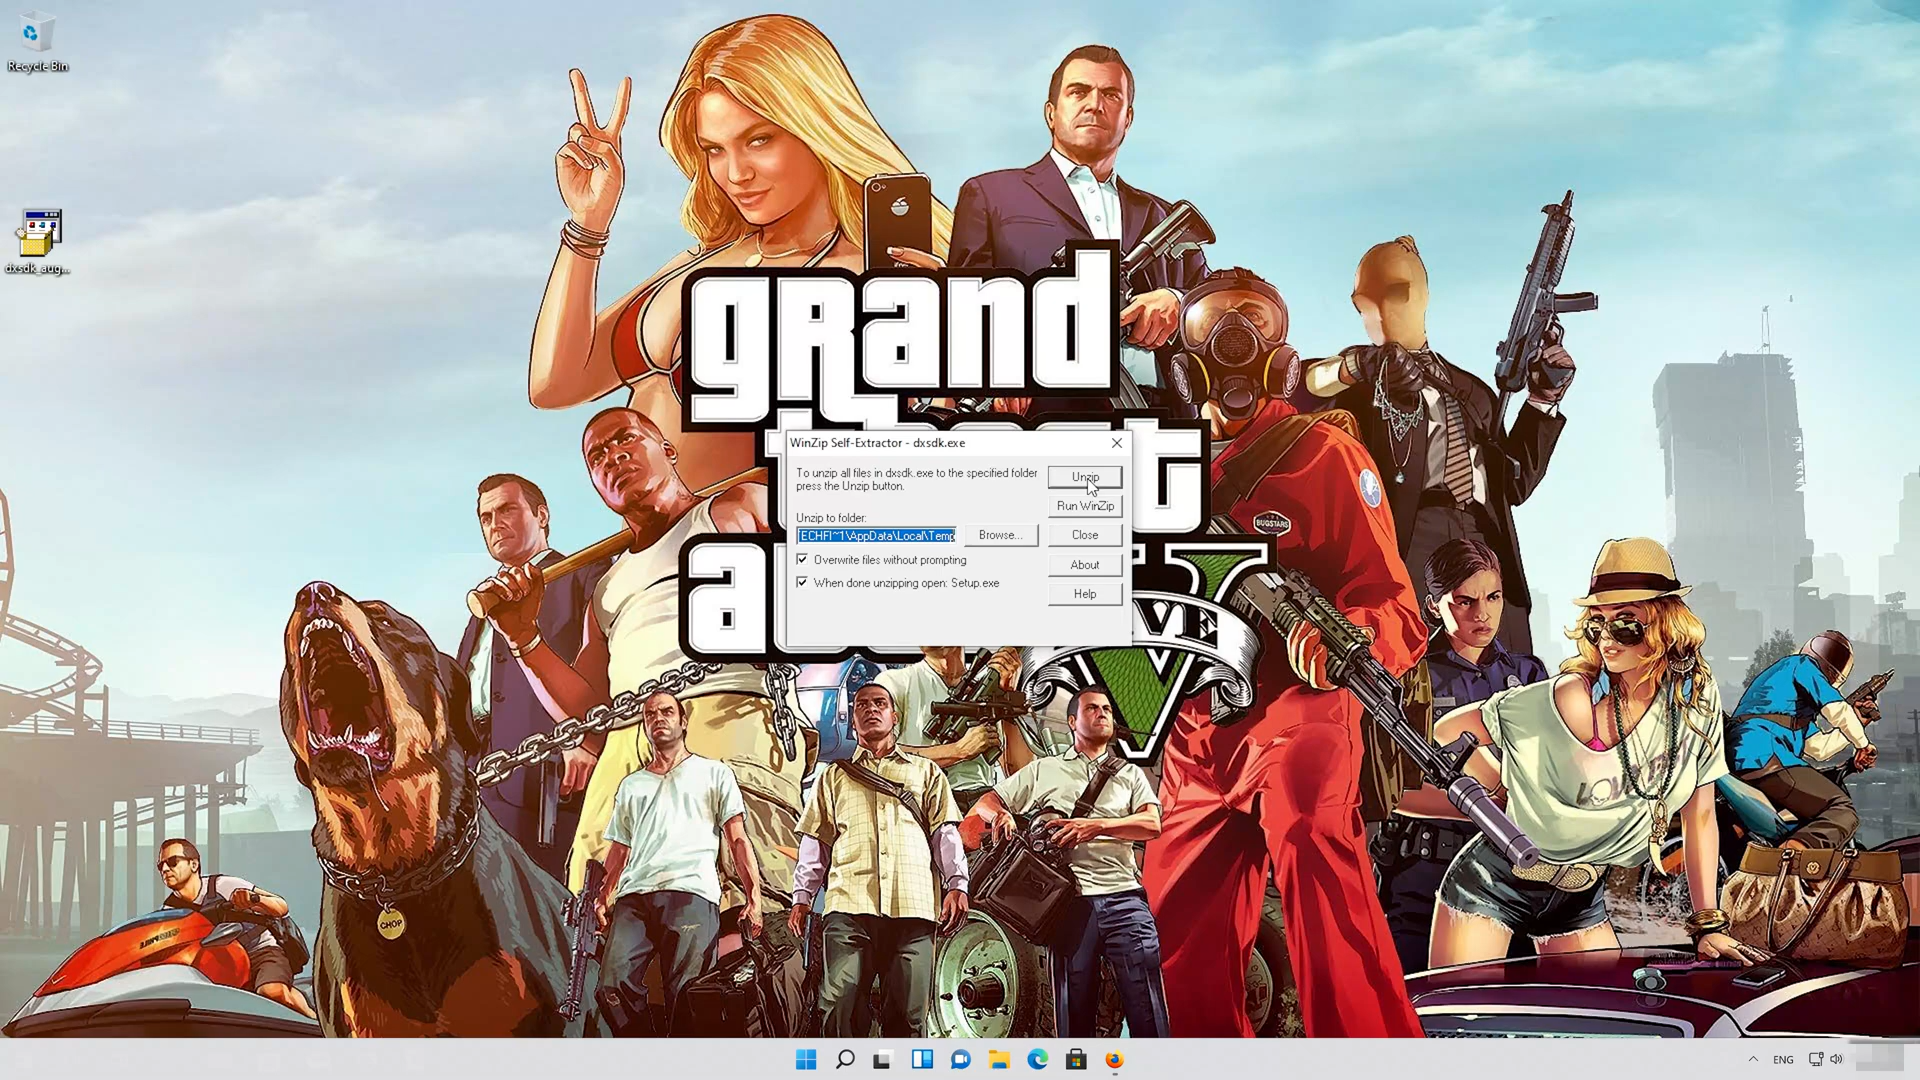 Recycle Bin
dxsdk_aug...
grand
WinZip Self-Extractor - dxsdk.exe
To unzip all files in dxsdk.exe to the specified folder
press the Unzip button.
Unzip
Run WinZip
Unzip to folder:
ECHFI~1\AppData\Local\Temp
Browse...
Close
Overwrite files without prompting
About
When done unzipping open: Setup.exe
Help
BUGSTARS
V
VE
CHOP
ENG